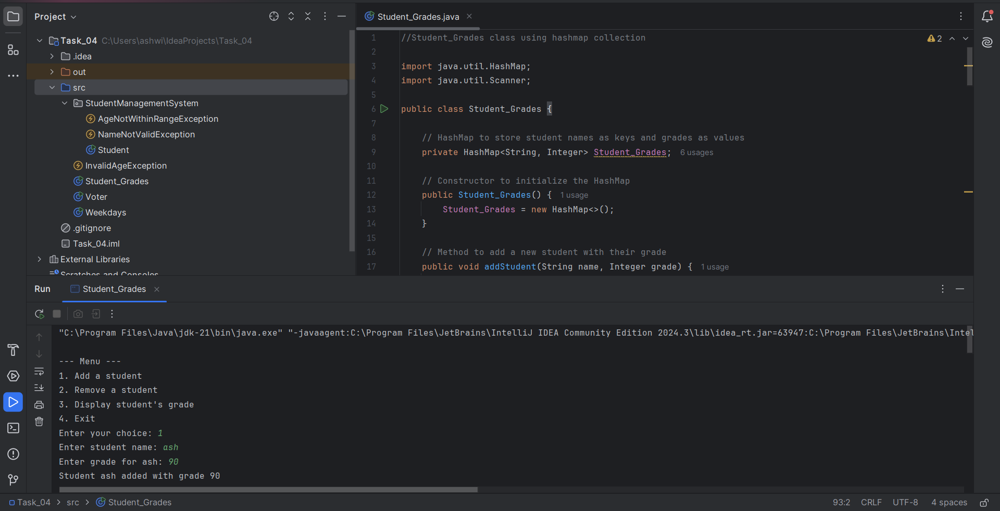 Project
Task_04 C:\Users\ashwi\IdeaProjects\Task_04
.idea
out
src
StudentManagementSystem
AgeNotWithinRangeException
NameNotValidException
Student
InvalidAgeException
Student_Grades
Voter
Weekdays
.gitignore
Task_04.iml
External Libraries
Scratches and Consoles
Student_Grades.java
2
1 //Student_Grades class using hashmap collection
2
3 import java.util.HashMap;
4 import java.util.Scanner;
5
6 public class Student_Grades {
7
8 // HashMap to store student names as keys and grades as values
9 private HashMap<String, Integer> Student_Grades; 6 usages
10
11 // Constructor to initialize the HashMap
12 public Student_Grades() { 1 usage
13 Student_Grades = new HashMap<>();
14 }
15
16 // Method to add a new student with their grade
17 public void addStudent(String name, Integer grade) { 1 usage
Run Student_Grades
"C:\Program Files\Java\jdk-21\bin\java.exe" "-javaagent:C:\Program Files\JetBrains\IntelliJ IDEA Community Edition 2024.3\lib\idea_rt.jar=63947:C:\Program Files\JetBrains\Intel
--- Menu ---
1. Add a student
2. Remove a student
3. Display student's grade
4. Exit
Enter your choice: 1
Enter student name: ash
Enter grade for ash: 90
Student ash added with grade 90
Task_04 > src > Student_Grades
93:2 CRLF UTF-8 4 spaces